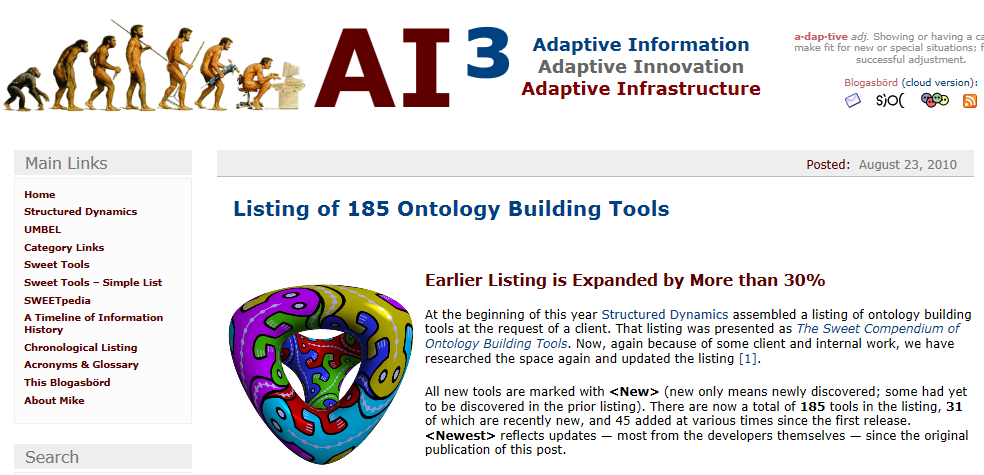 AI3
Adaptive Information
Adaptive Innovation
Adaptive Infrastructure
a·dap·tive adj. Showing or having a ca
make fit for new or special situations; f
successful adjustment.
Blogasbörd (cloud version):
Main Links
Home
Structured Dynamics
UMBEL
Category Links
Sweet Tools
Sweet Tools – Simple List
SWEETpedia
A Timeline of Information
History
Chronological Listing
Acronyms & Glossary
This Blogasbörd
About Mike
Search
Posted: August 23, 2010
Listing of 185 Ontology Building Tools
Earlier Listing is Expanded by More than 30%
At the beginning of this year Structured Dynamics assembled a listing of ontology building
tools at the request of a client. That listing was presented as The Sweet Compendium of
Ontology Building Tools. Now, again because of some client and internal work, we have
researched the space again and updated the listing [1].
All new tools are marked with <New> (new only means newly discovered; some had yet
to be discovered in the prior listing). There are now a total of 185 tools in the listing, 31
of which are recently new, and 45 added at various times since the first release.
<Newest> reflects updates — most from the developers themselves — since the original
publication of this post.